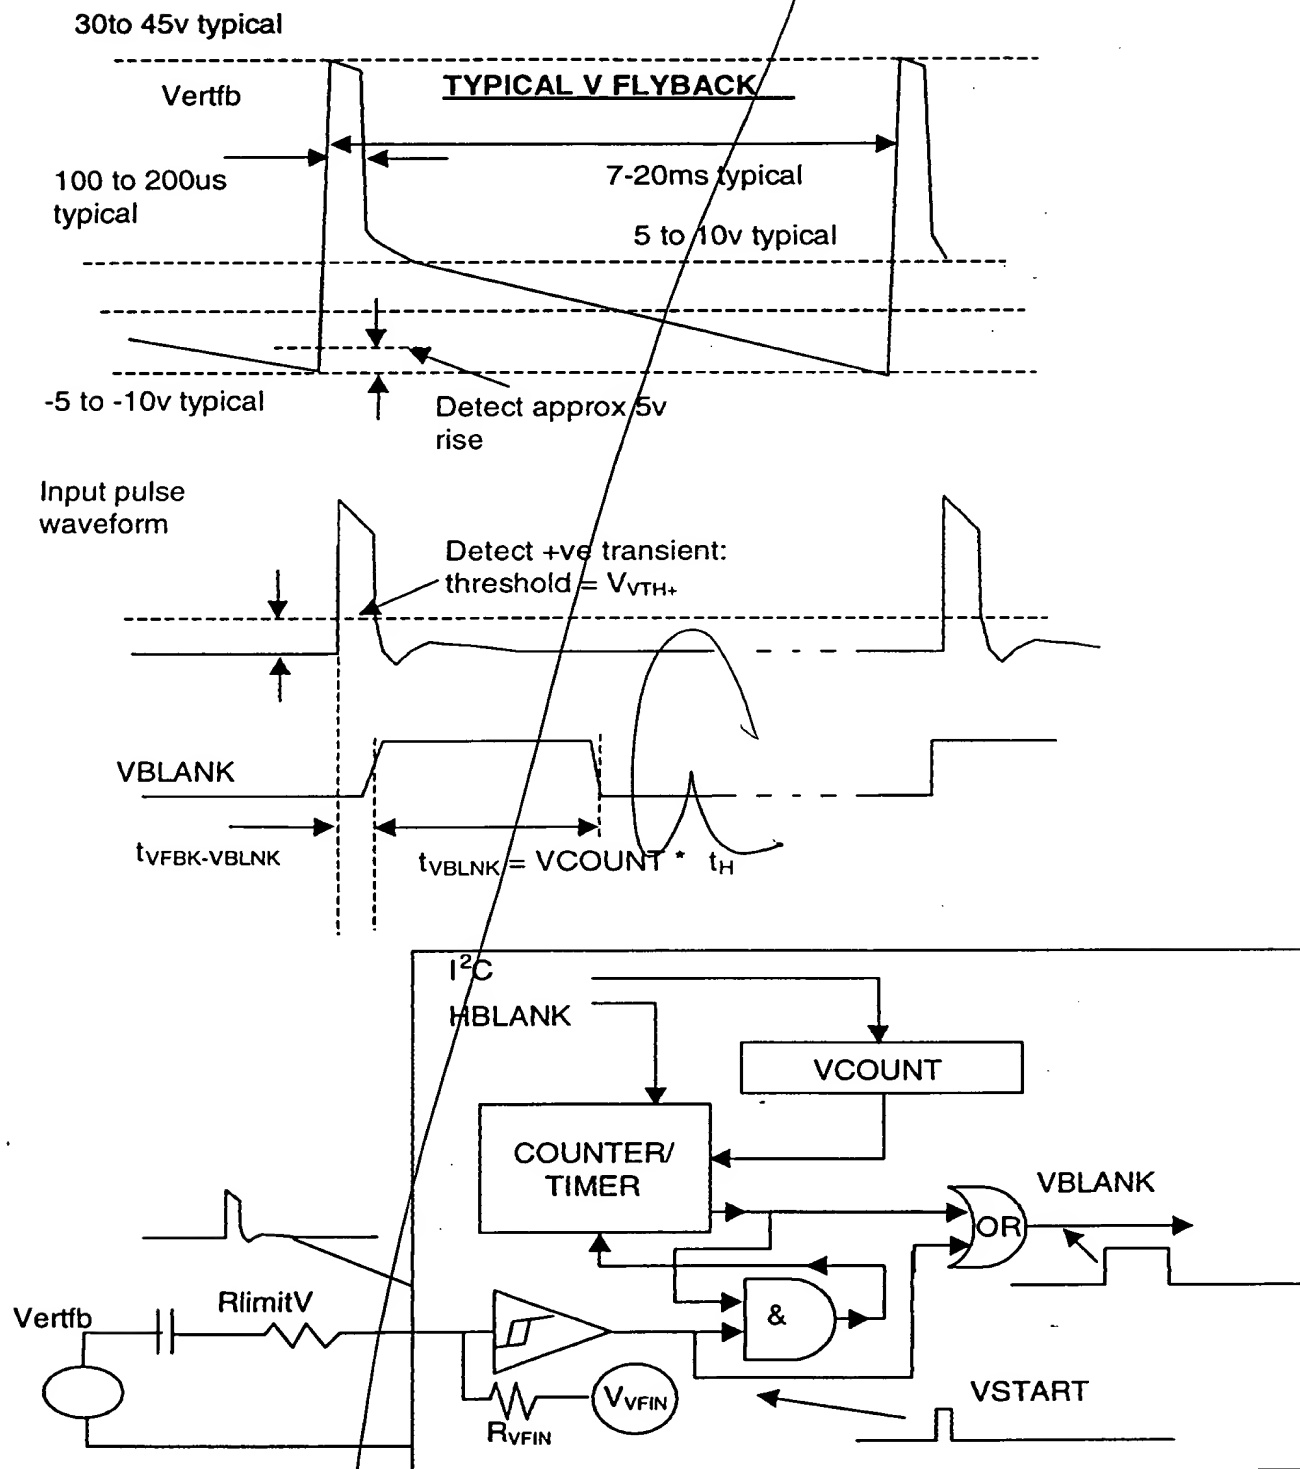 30to 45v typical
TYPICAL V FLYBACK
Vertfb
100 to 200us
typical
7-20ms typical
5 to 10v typical
-5 to -10v typical
Detect approx 5v
rise
Input pulse
waveform
Detect +ve transient:
threshold = VVTH+
VBLANK
tVFBK-VBLNK
tVBLNK = VCOUNT * tH
I²C
HBLANK
VCOUNT
COUNTER/
TIMER
VBLANK
OR
RlimitV
Vertfb
&
VVFIN
RVFIN
VSTART